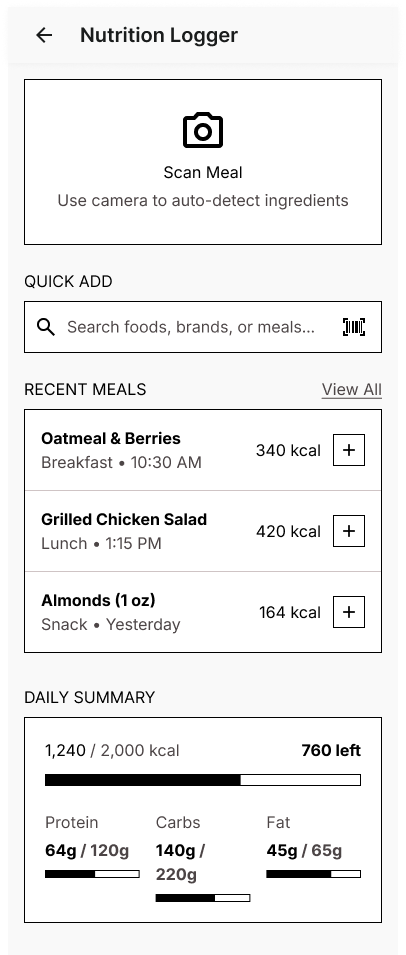 Nutrition Logger
Scan Meal
Use camera to auto-detect ingredients
QUICK ADD
Search foods, brands, or meals...
RECENT MEALS
View All
Oatmeal & Berries
Breakfast • 10:30 AM
340 kcal
Grilled Chicken Salad
Lunch • 1:15 PM
420 kcal
Almonds (1 oz)
Snack • Yesterday
164 kcal
DAILY SUMMARY
1,240 / 2,000 kcal
760 left
Protein
64g / 120g
Carbs
140g /
220g
Fat
45g / 65g